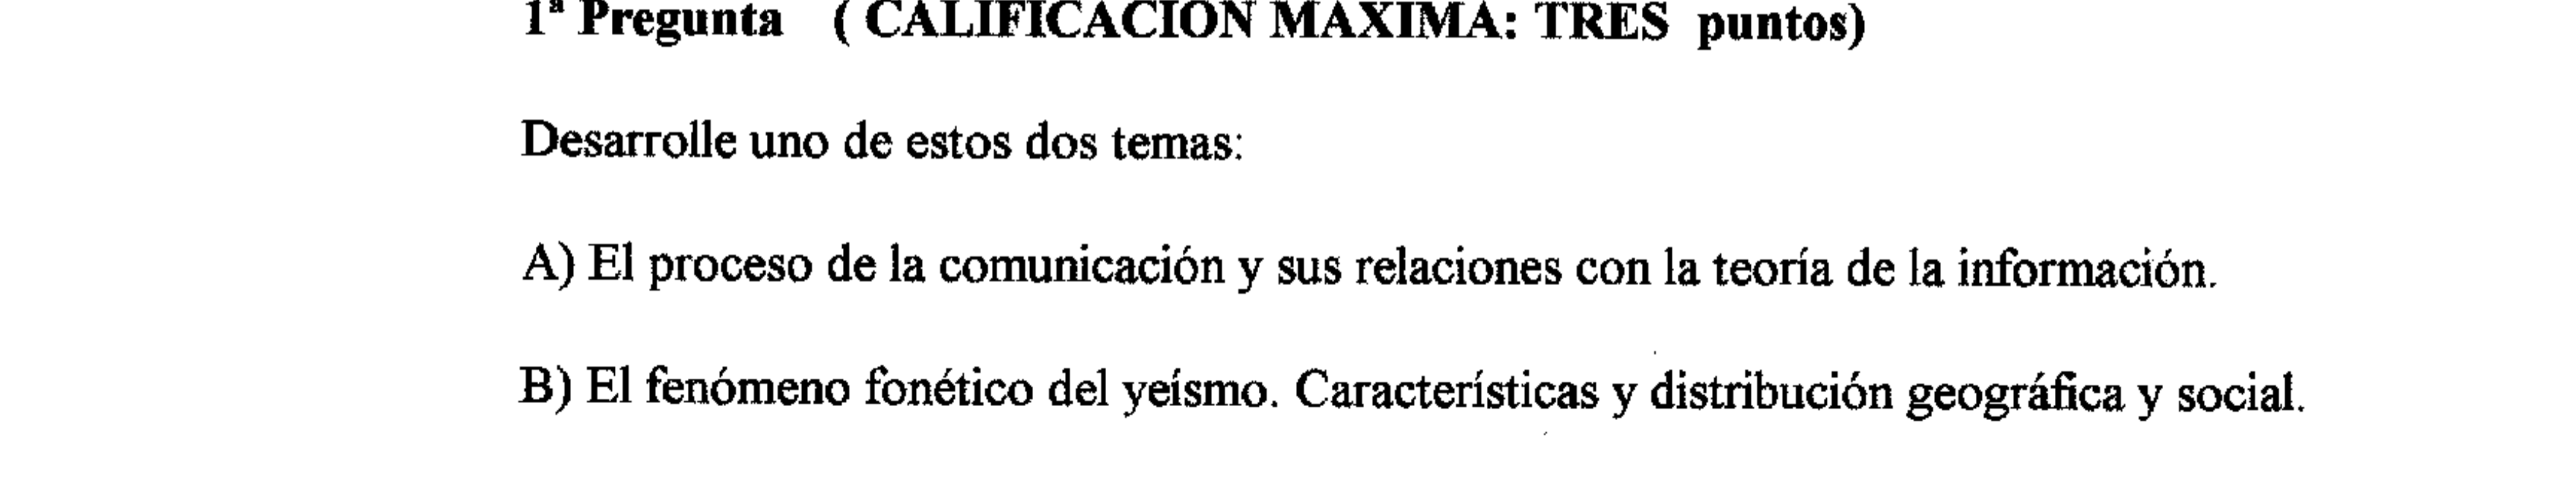 1ª Pregunta ( CALIFICACION MAXIMA: TRES puntos)
Desarrolle uno de estos dos temas:
A) El proceso de la comunicación y sus relaciones con la teoría de la información.
B) El fenómeno fonético del yeísmo. Características y distribución geográfica y social.